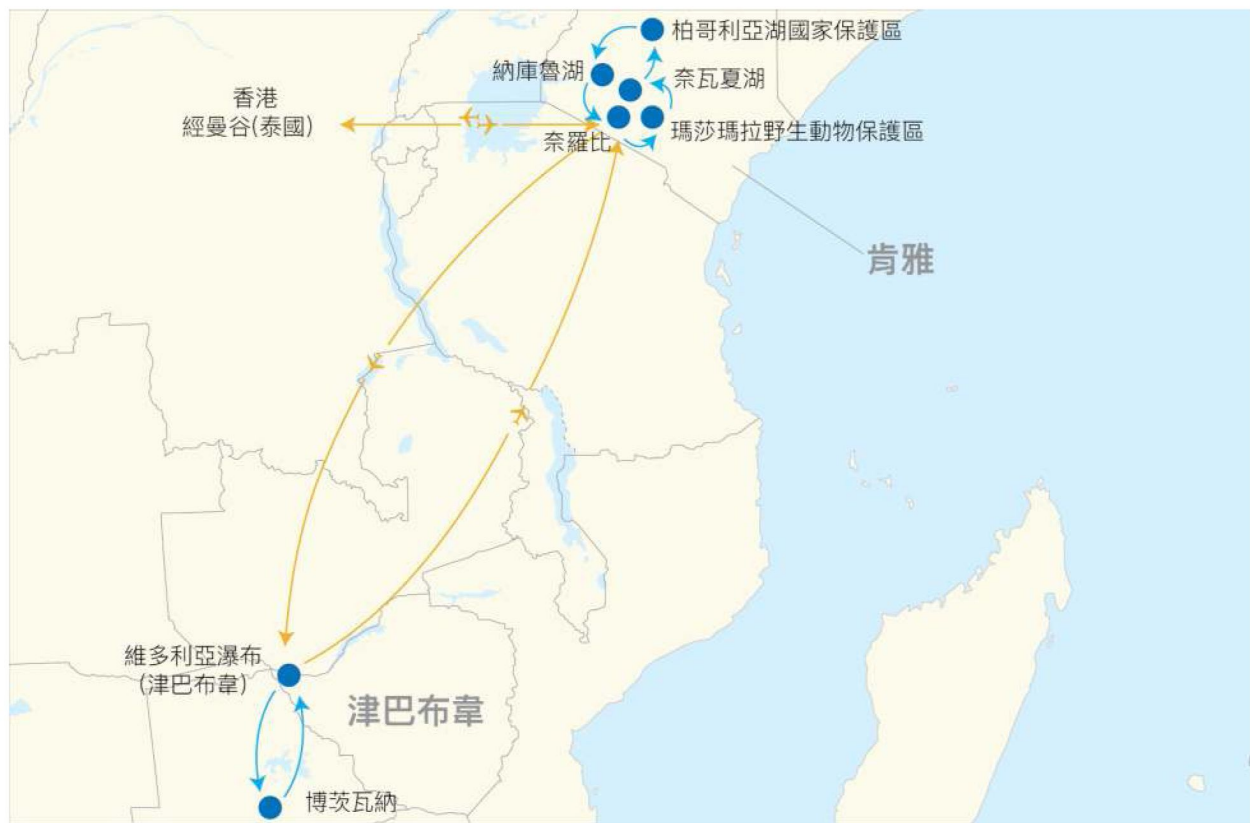 柏哥利亞湖國家保護區
納庫魯湖
奈瓦夏湖
香港
經曼谷(泰國)
奈羅比
瑪莎瑪拉野生動物保護區
肯雅
維多利亞瀑布
(津巴布韋)
津巴布韋
博茨瓦納